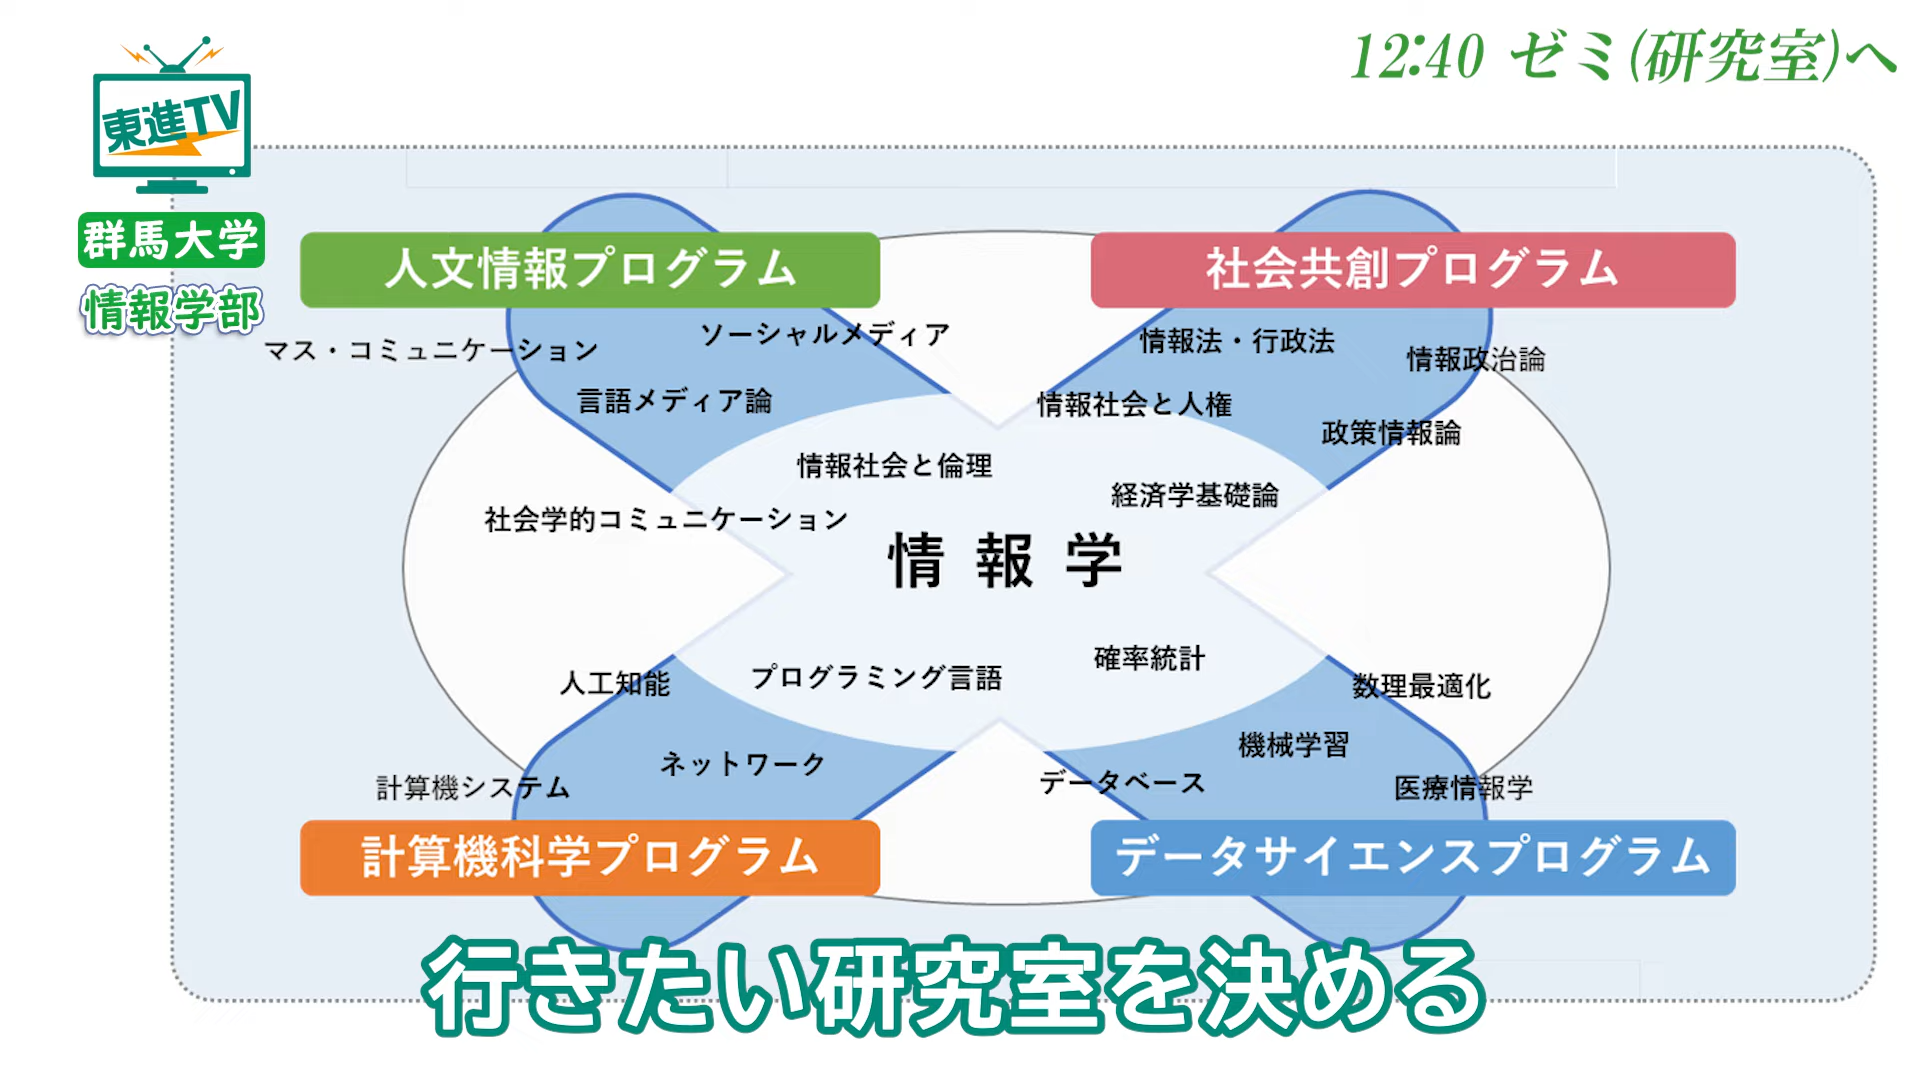 12:40 ゼミ(研究室)へ
東進TV
群馬大学
情報学部
人文情報プログラム
社会共創プログラム
マス・コミュニケーション
ソーシャルメディア
言語メディア論
情報法・行政法
情報政治論
情報社会と人権
政策情報論
情報社会と倫理
経済学基礎論
社会学的コミュニケーション
情報学
人工知能
プログラミング言語
確率統計
数理最適化
ネットワーク
機械学習
計算機システム
データベース
医療情報学
計算機科学プログラム
データサイエンスプログラム
行きたい研究室を決める